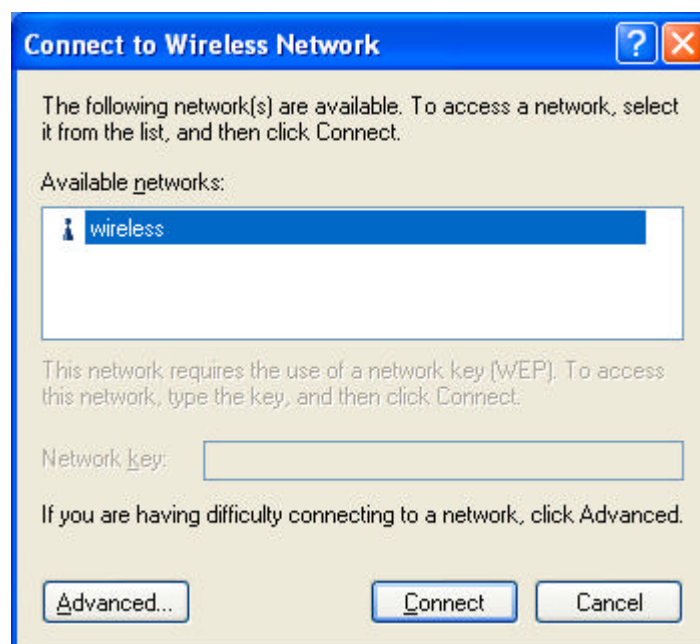 Connect to Wireless Network
The following network(s) are available. To access a network, select
it from the list, and then click Connect.
Available networks:
wireless
This network requires the use of a network key (WEP). To access
this network, type the key, and then click Connect.
Network key:
If you are having difficulty connecting to a network, click Advanced.
Advanced... Connect Cancel